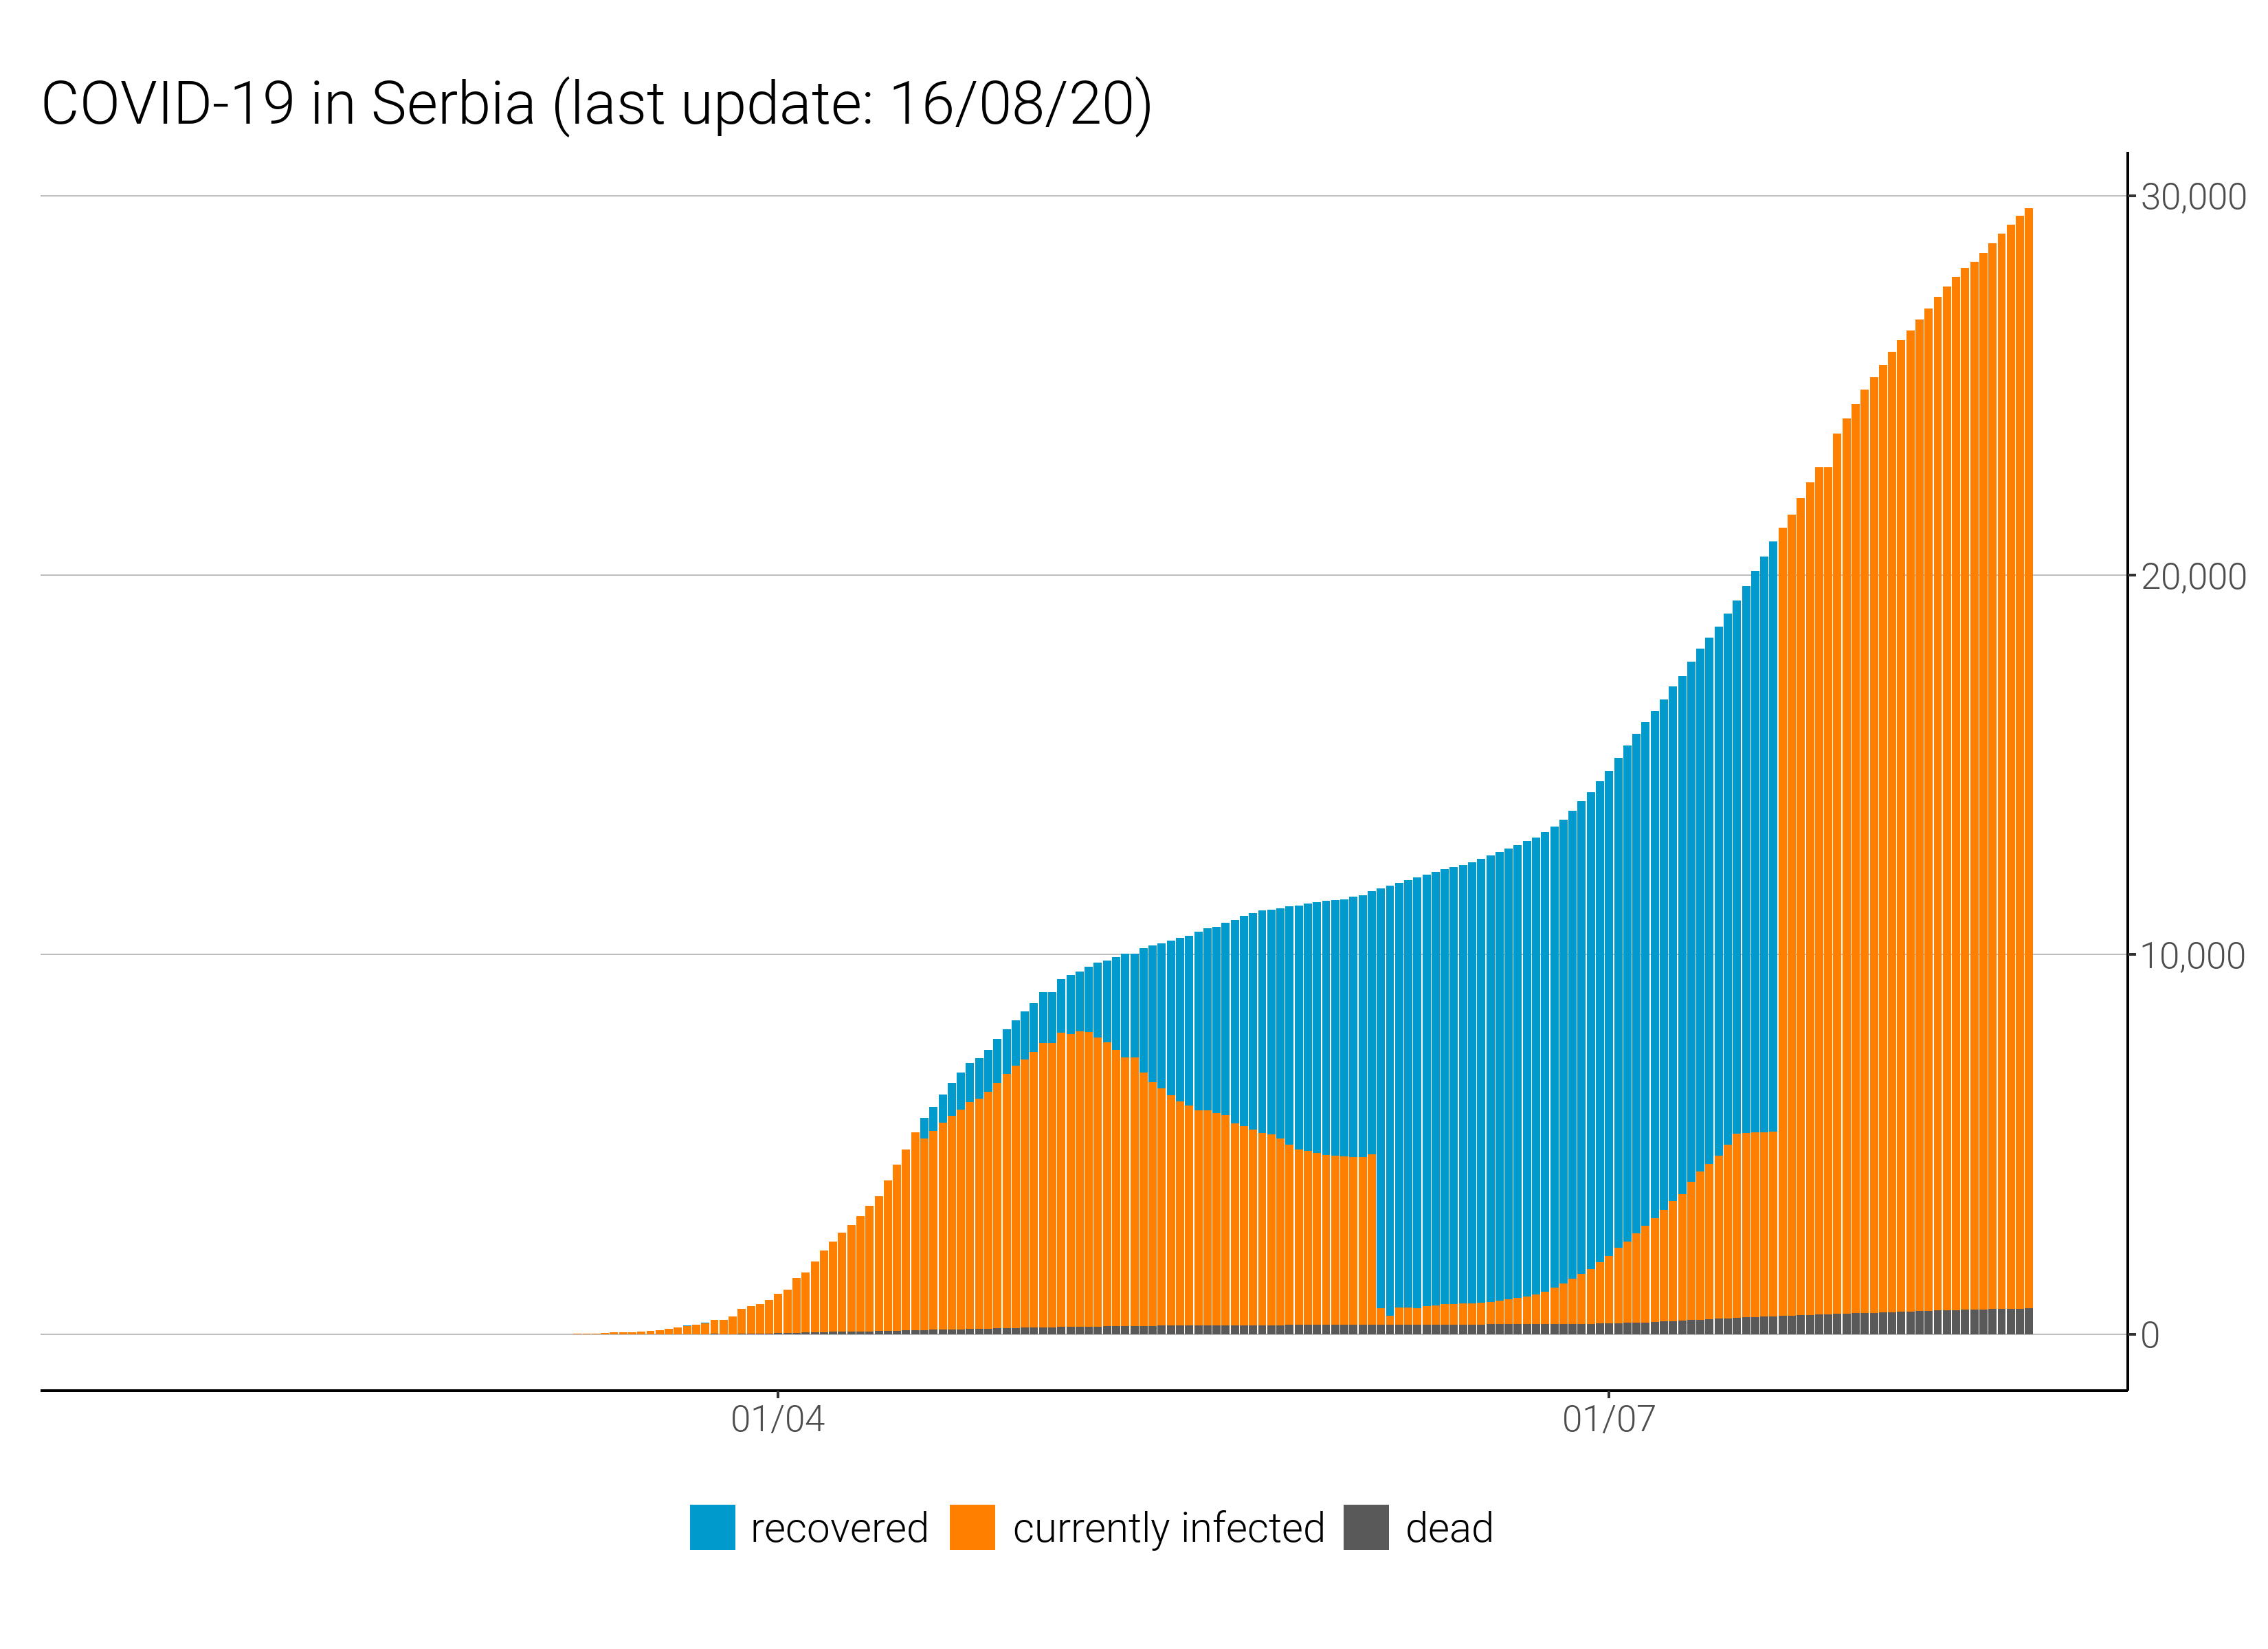 COVID-19 in Serbia (last update: 16/08/20)
30,000
20,000
10,000
0
01/04 01/07
recovered currently infected dead